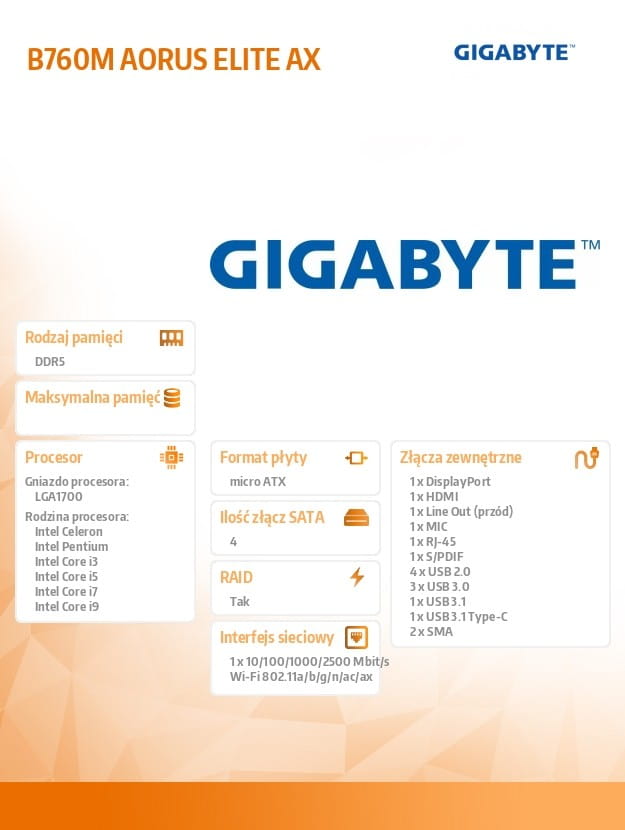 B760M AORUS ELITE AX
GIGABYTE™
GIGABYTE™
Rodzaj pamięci
DDR5
Maksymalna pamięć
Procesor
Gniazdo procesora:
LGA1700
Rodzina procesora:
Intel Celeron
Intel Pentium
Intel Core i3
Intel Core i5
Intel Core i7
Intel Core i9
Format płyty
micro ATX
Ilość złącz SATA
4
RAID
Tak
Interfejs sieciowy
1 x 10/100/1000/2500 Mbit/s
Wi-Fi 802.11a/b/g/n/ac/ax
Złącza zewnętrzne
1 x DisplayPort
1 x HDMI
1 x Line Out (przód)
1 x MIC
1 x RJ-45
1 x S/PDIF
4 x USB 2.0
3 x USB 3.0
1 x USB 3.1
1 x USB 3.1 Type-C
2 x SMA